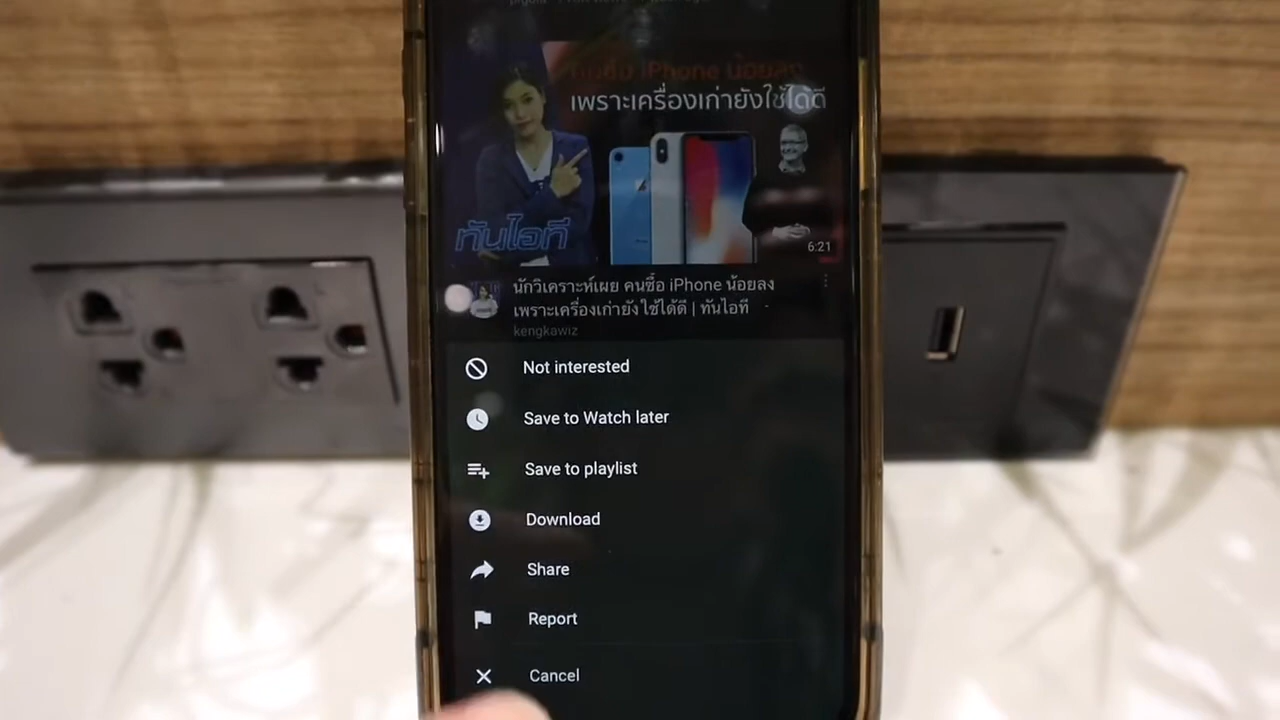 คนซื้อ iPhone น้อยลง
เพราะเครื่องเก่ายังใช้ได้ดี
ทันไอที
6:21
นักวิเคราะห์เผย คนซื้อ iPhone น้อยลง
เพราะเครื่องเก่ายังใช้ได้ดี | ทันไอที
kengkawiz
Not interested
Save to Watch later
Save to playlist
Download
Share
Report
Cancel